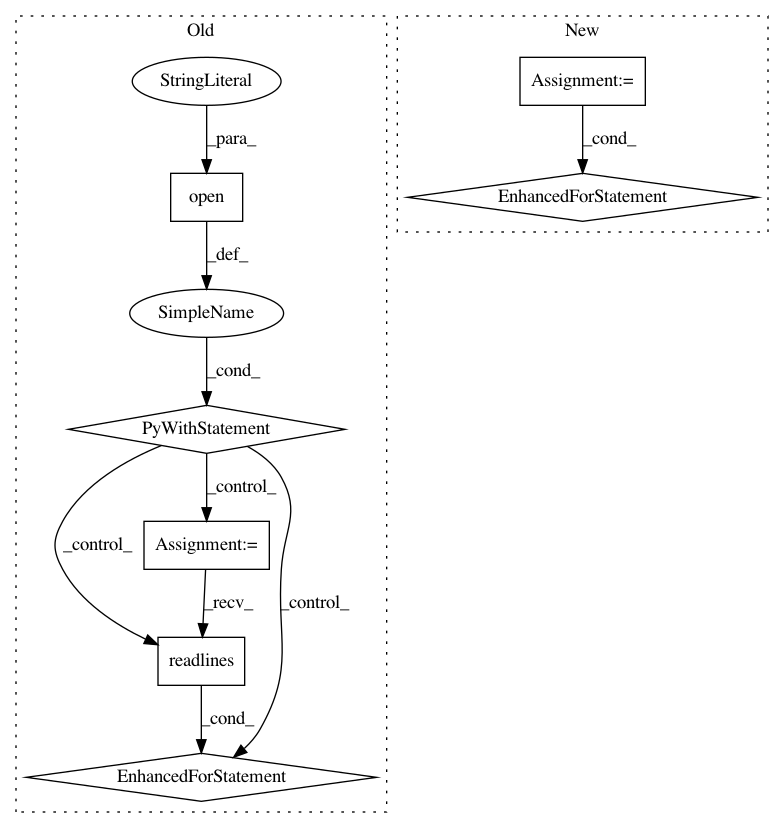 Old
New
StringLiteral
Assignment:=
_para_
_cond_
open
EnhancedForStatement
_def_
SimpleName
_cond_
PyWithStatement
_control_
_control_
_control_
Assignment:=
_recv_
readlines
_cond_
EnhancedForStatement